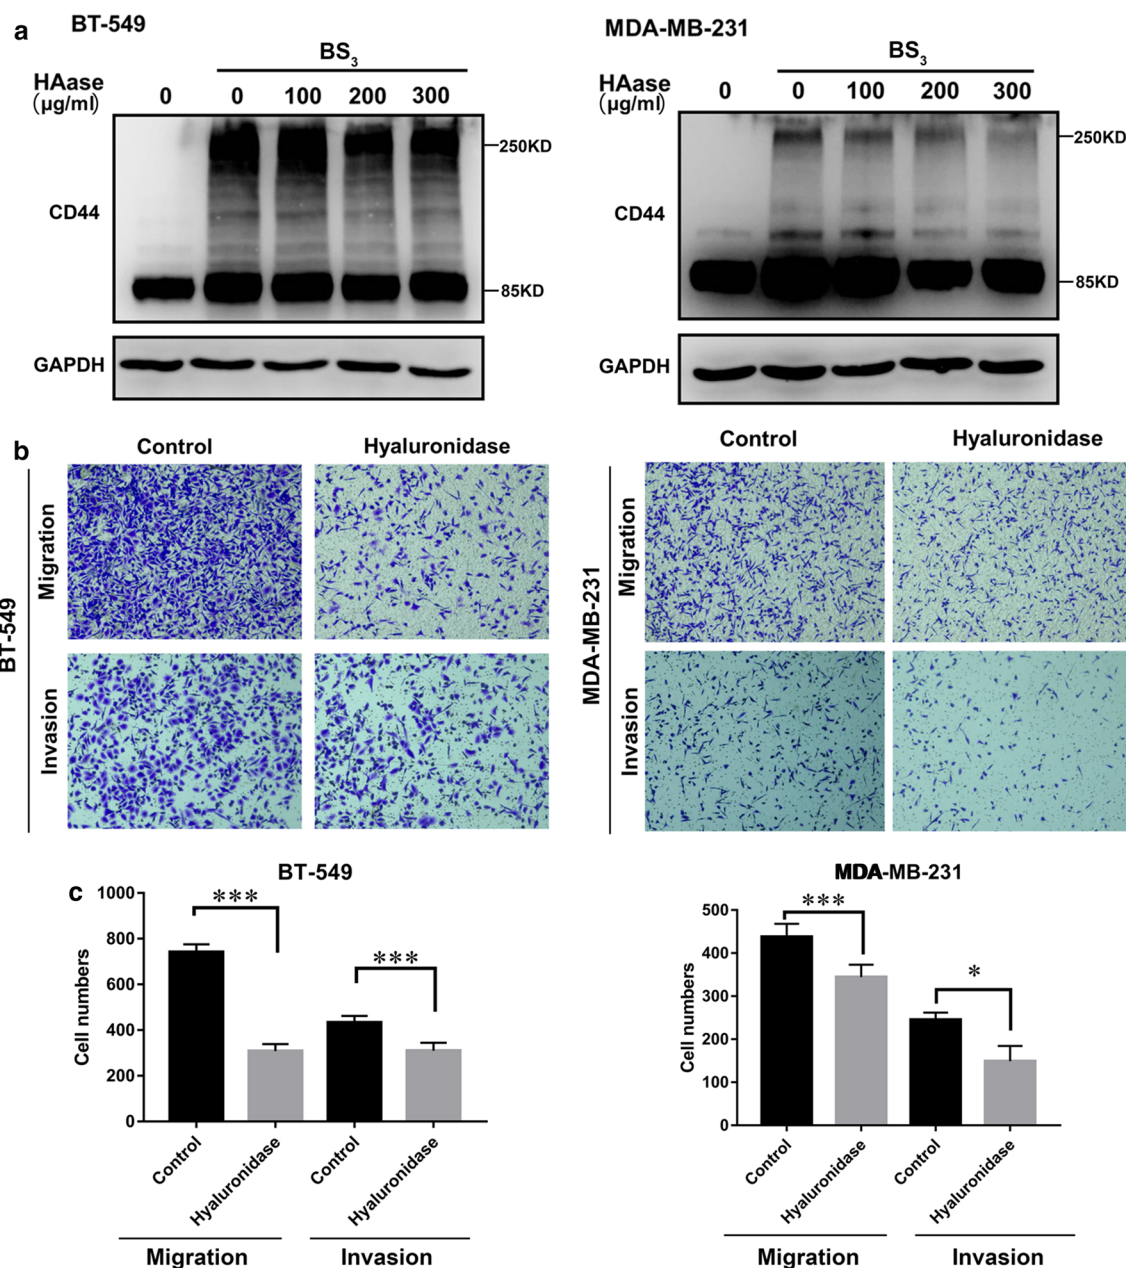 a
BT-549
BS3
HAase
(μg/ml)
0 0 100 200 300
250KD
CD44
85KD
GAPDH
MDA-MB-231
BS3
HAase
(μg/ml)
0 0 100 200 300
250KD
CD44
85KD
GAPDH
b
Control Hyaluronidase
BT-549
Migration
Invasion
Control Hyaluronidase
MDA-MB-231
Migration
Invasion
c
BT-549
Cell numbers
1000
800
600
400
200
0
***
***
Control
Hyaluronidase
Control
Hyaluronidase
Migration Invasion
MDA-MB-231
Cell numbers
500
400
300
200
100
0
***
*
Control
Hyaluronidase
Control
Hyaluronidase
Migration Invasion